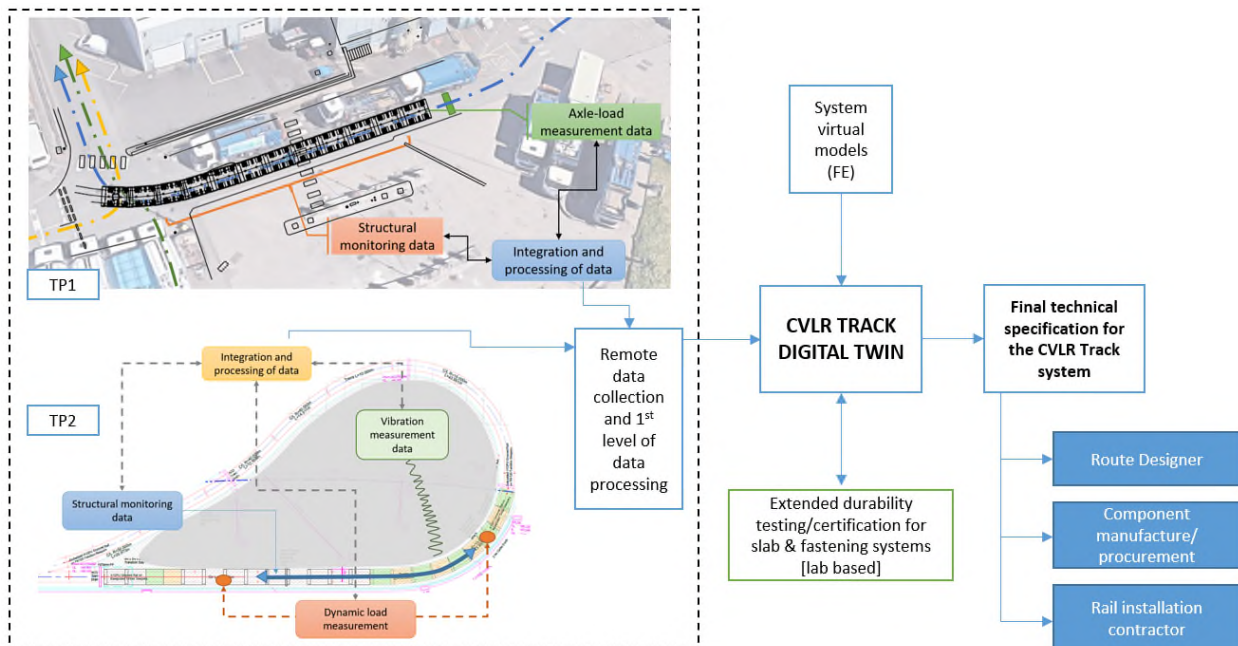 Axle-load
measurement data
Structural
monitoring data
Integration and
processing of data
TP1
System
virtual
models
(FE)
CVLR TRACK
DIGITAL TWIN
Final technical
specification for
the CVLR Track
system
Remote
data
collection
and 1st
level of
data
processing
Integration and
processing of data
TP2
Vibration
measurement
data
Structural monitoring
data
Dynamic load
measurement
Extended durability
testing/certification for
slab & fastening systems
[lab based]
Route Designer
Component
manufacture/
procurement
Rail installation
contractor